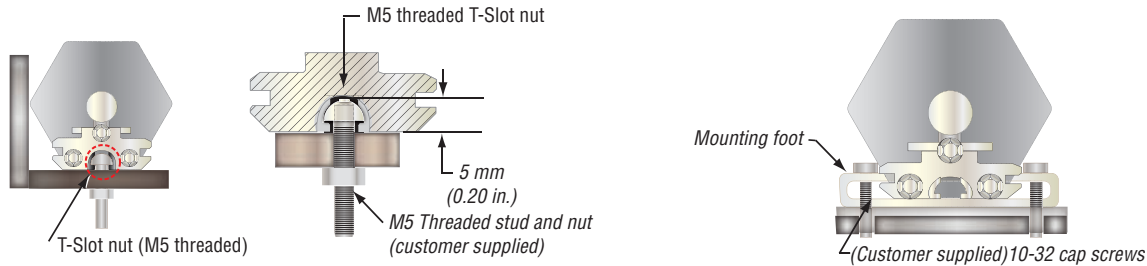 M5 threaded T-Slot nut
5 mm
(0.20 in.)
M5 Threaded stud and nut
(customer supplied)
T-Slot nut (M5 threaded)
Mounting foot
(Customer supplied)10-32 cap screws